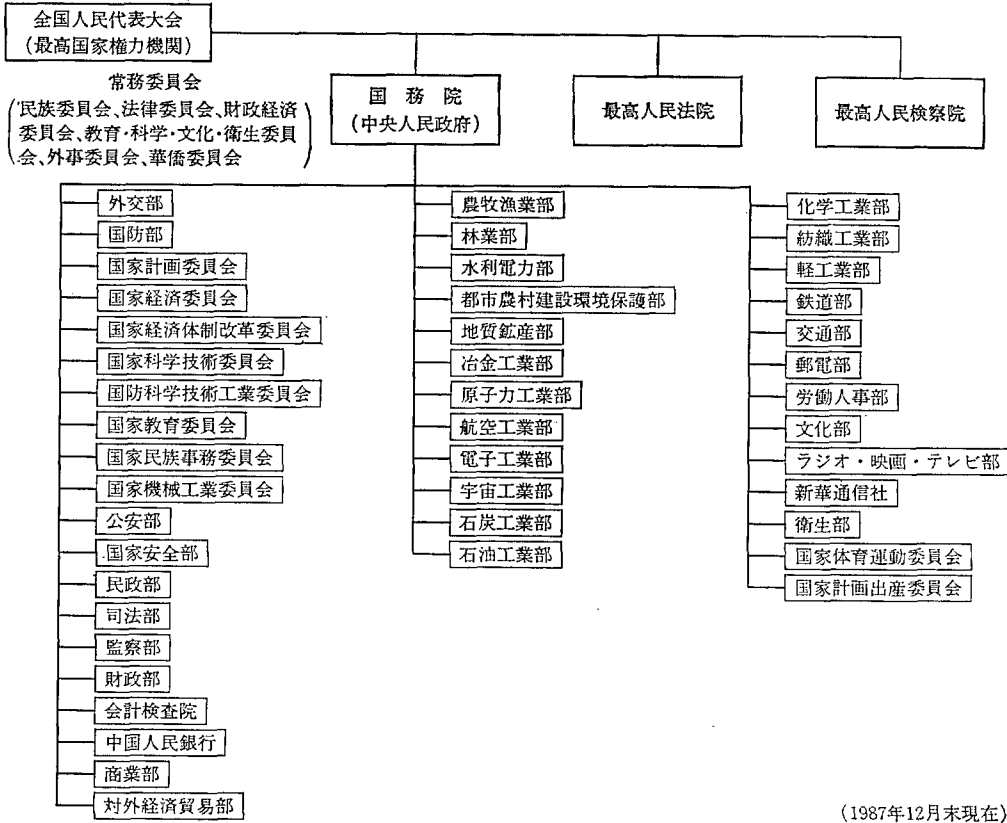 全国人民代表大会
(最高国家権力機関)
常務委員会
(民族委員会、法律委員会、財政経済
委員会、教育・科学・文化・衛生委員
会、外事委員会、華僑委員会)
国務院
(中央人民政府)
最高人民法院
最高人民検察院
外交部
国防部
国家計画委員会
国家経済委員会
国家経済体制改革委員会
国家科学技術委員会
国防科学技術工業委員会
国家教育委員会
国家民族事務委員会
国家機械工業委員会
公安部
国家安全部
民政部
司法部
監察部
財政部
会計検査院
中国人民銀行
商業部
対外経済貿易部
農牧漁業部
林業部
水利電力部
都市農村建設環境保護部
地質鉱産部
冶金工業部
原子力工業部
航空工業部
電子工業部
宇宙工業部
石炭工業部
石油工業部
化学工業部
紡織工業部
軽工業部
鉄道部
交通部
郵電部
労働人事部
文化部
ラジオ・映画・テレビ部
新華通信社
衛生部
国家体育運動委員会
国家計画出産委員会
(1987年12月末現在)